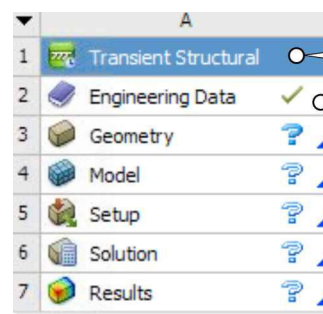 A
1 Transient Structural
2 Engineering Data
3 Geometry
4 Model
5 Setup
6 Solution
7 Results